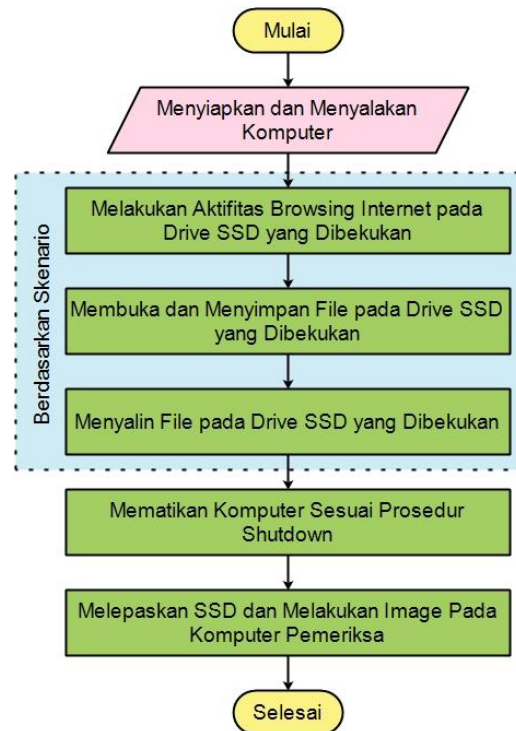 Mulai
Menyiapkan dan Menyalakan
Komputer
Berdasarkan Skenario
Melakukan Aktifitas Browsing Internet pada
Drive SSD yang Dibekukan
Membuka dan Menyimpan File pada Drive SSD
yang Dibekukan
Menyalin File pada Drive SSD yang Dibekukan
Mematikan Komputer Sesuai Prosedur
Shutdown
Melepaskan SSD dan Melakukan Image Pada
Komputer Pemeriksa
Selesai